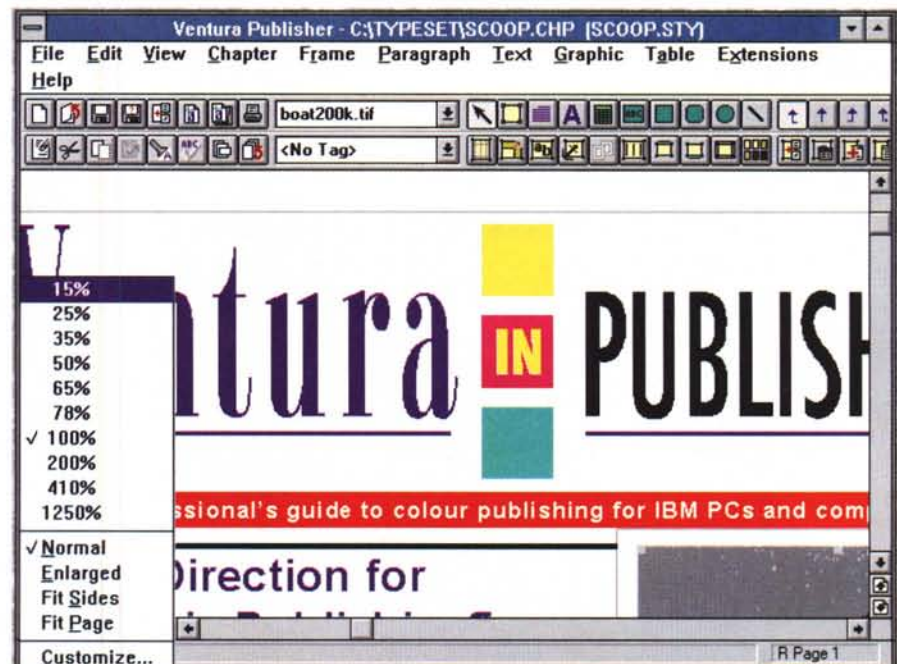 Ventura Publisher - C:\TYPESET\SCOOP.CHP (SCOOP.STY)
File Edit View Chapter Frame Paragraph Text Graphic Table Extensions
Help
boat200k.tif
A
ABC
<No Tag>
V
ntura
IN
PUBLISH
15%
25%
35%
50%
65%
78%
✓ 100%
200%
410%
1250%
✓ Normal
Enlarged
Fit Sides
Fit Page
Customize...
ssional's guide to colour publishing for IBM PCs and com
Direction for
R Page 1